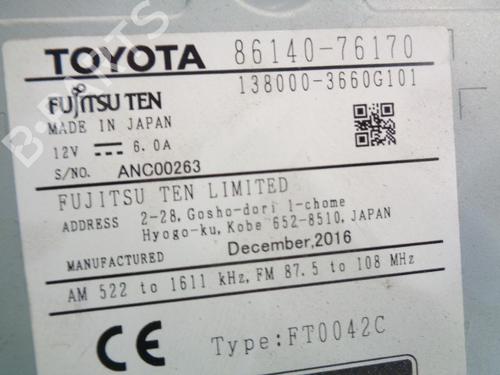 TOYOTA 86140-76170
138000-3660G101
FUJITSU TEN
MADE IN JAPAN
12V 6.0A
S/NO. ANC00263
FUJITSU TEN LIMITED
ADDRESS 2-28, Gosho-dori 1-chome
Hyogo-ku, Kobe 652-8510, JAPAN
MANUFACTURED December,2016
AM 522 to 1611 kHz, FM 87.5 to 108 MHz
CE Type:FT0042C
B-PARTS